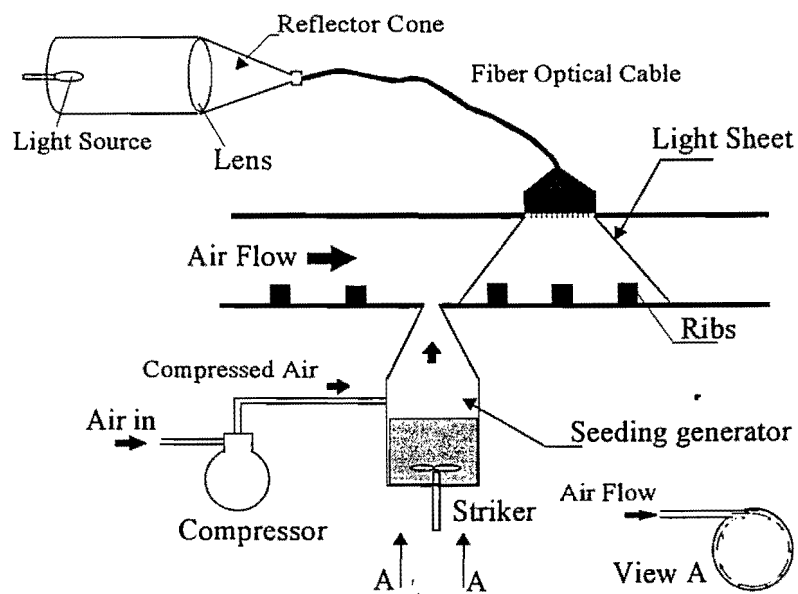 Reflector Cone
Fiber Optical Cable
Light Source
Lens
Light Sheet
Air Flow
Ribs
Compressed Air
Air in
Seeding generator
Compressor
Striker
Air Flow
A
A
View A